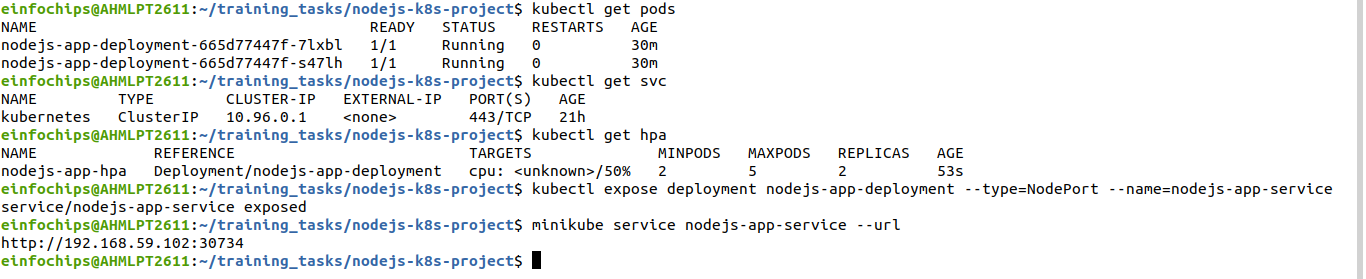 einfochips@AHMLPT2611:~/training_tasks/nodejs-k8s-project$ kubectl get pods
NAME                                 READY   STATUS    RESTARTS   AGE
nodejs-app-deployment-665d77447f-7lxbl   1/1     Running   0          30m
nodejs-app-deployment-665d77447f-s47lh   1/1     Running   0          30m
einfochips@AHMLPT2611:~/training_tasks/nodejs-k8s-project$ kubectl get svc
NAME         TYPE        CLUSTER-IP   EXTERNAL-IP   PORT(S)   AGE
kubernetes   ClusterIP   10.96.0.1    <none>        443/TCP   21h
einfochips@AHMLPT2611:~/training_tasks/nodejs-k8s-project$ kubectl get hpa
NAME             REFERENCE                          TARGETS              MINPODS   MAXPODS   REPLICAS   AGE
nodejs-app-hpa   Deployment/nodejs-app-deployment   cpu: <unknown>/50%   2         5         2          53s
einfochips@AHMLPT2611:~/training_tasks/nodejs-k8s-project$ kubectl expose deployment nodejs-app-deployment --type=NodePort --name=nodejs-app-service
service/nodejs-app-service exposed
einfochips@AHMLPT2611:~/training_tasks/nodejs-k8s-project$ minikube service nodejs-app-service --url
http://192.168.59.102:30734
einfochips@AHMLPT2611:~/training_tasks/nodejs-k8s-project$